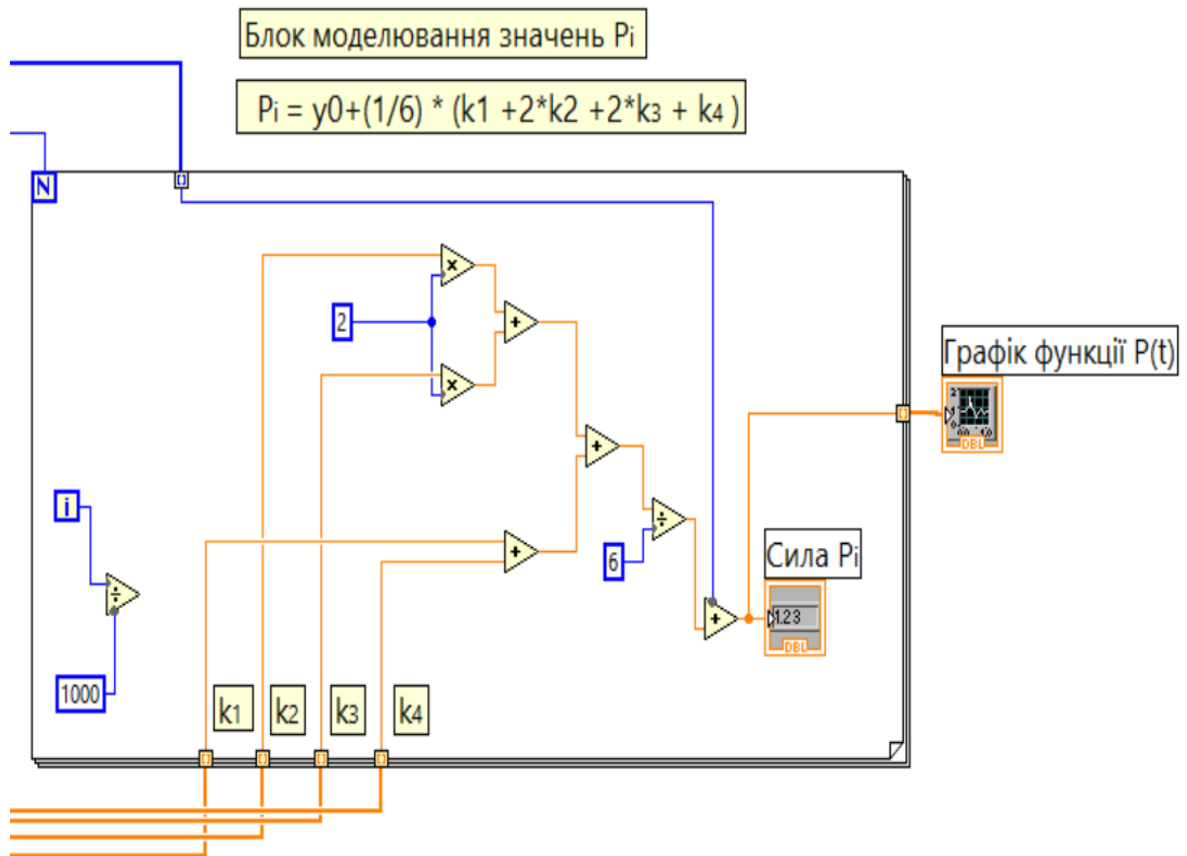 Блок моделювання значень Pi
Pi = y0+(1/6) * (k1 +2*k2 +2*k3 + k4 )
N
2
Графік функції P(t)
DBL
i
6
Сила Pi
1.23
DBL
1000
k1
k2
k3
k4